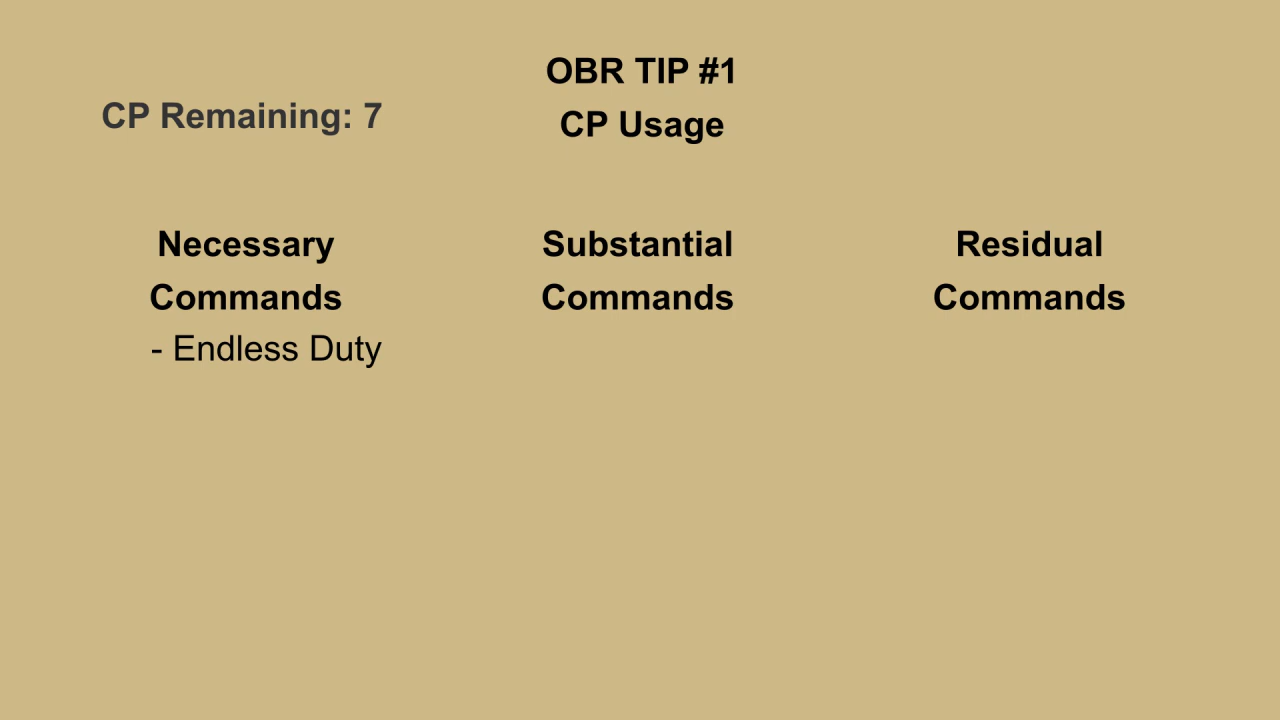 OBR TIP #1
CP Usage
CP Remaining: 7
Necessary
Commands
- Endless Duty
Substantial
Commands
Residual
Commands